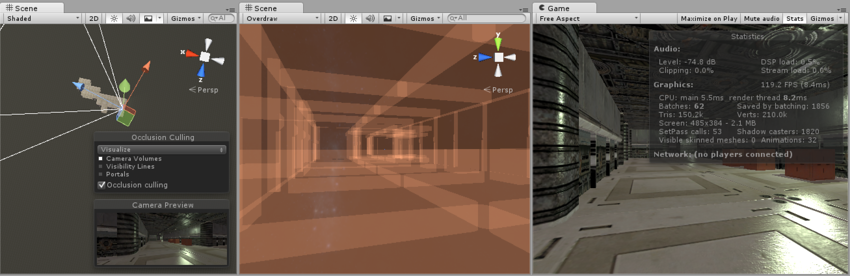 Scene
Shaded
2D
Gizmos
All
x
z
Persp
Occlusion Culling
Visualize
Camera Volumes
Visibility Lines
Portals
Occlusion culling
Camera Preview
Scene
Overdraw
2D
Gizmos
All
y
z
Persp
Game
Free Aspect
Maximize on Play
Mute audio
Stats
Gizmos
Statistics
Audio:
Level: -74.8 dB DSP load: 0.5%
Clipping: 0.0% Stream load: 0.6%
Graphics: 119.2 FPS (8.4ms)
CPU: main 5.5ms render thread 8.2ms
Batches: 62 Saved by batching: 1856
Tris: 150.2k Verts: 210.0k
Screen: 485x384 - 2.1 MB
SetPass calls: 53 Shadow casters: 1820
Visible skinned meshes: 0 Animations: 32
Network: (no players connected)